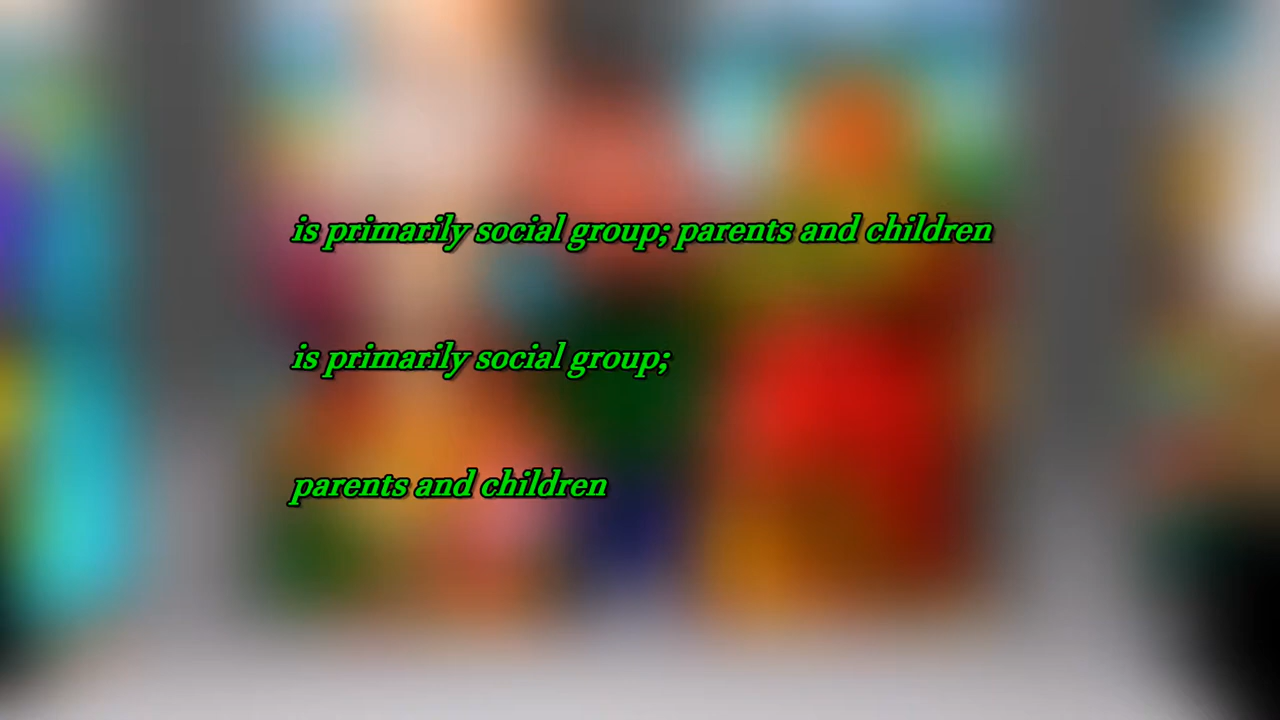 is primarily social group; parents and children
is primarily social group;
parents and children